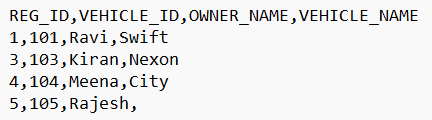 REG_ID,VEHICLE_ID,OWNER_NAME,VEHICLE_NAME
1,101,Ravi,Swift
3,103,Kiran,Nexon
4,104,Meena,City
5,105,Rajesh,